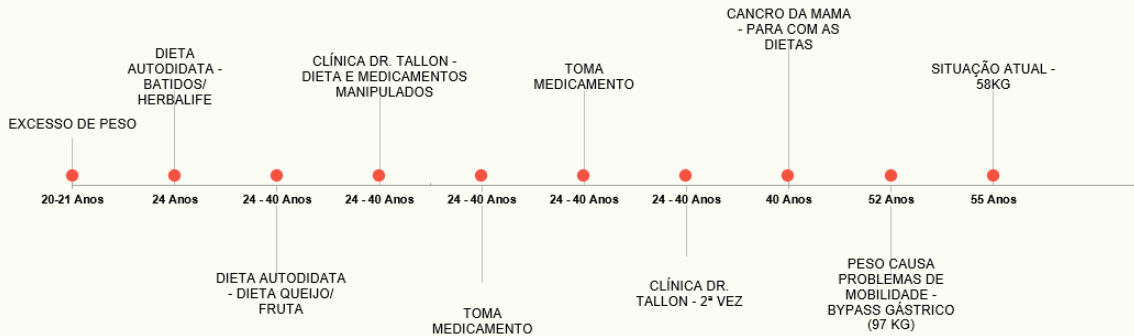 CANCRO DA MAMA
- PARA COM AS
DIETAS
DIETA
AUTODIDATA -
BATIDOS/
HERBALIFE
CLÍNICA DR. TALLON -
DIETA E MEDICAMENTOS
MANIPULADOS
TOMA
MEDICAMENTO
SITUAÇÃO ATUAL -
58KG
EXCESSO DE PESO
20-21 Anos
24 Anos
24 - 40 Anos
24 - 40 Anos
24 - 40 Anos
24 - 40 Anos
24 - 40 Anos
40 Anos
52 Anos
55 Anos
DIETA AUTODIDATA
- DIETA QUEIJO/
FRUTA
TOMA
MEDICAMENTO
CLÍNICA DR.
TALLON - 2ª VEZ
PESO CAUSA
PROBLEMAS DE
MOBILIDADE -
BYPASS GÁSTRICO
(97 KG)